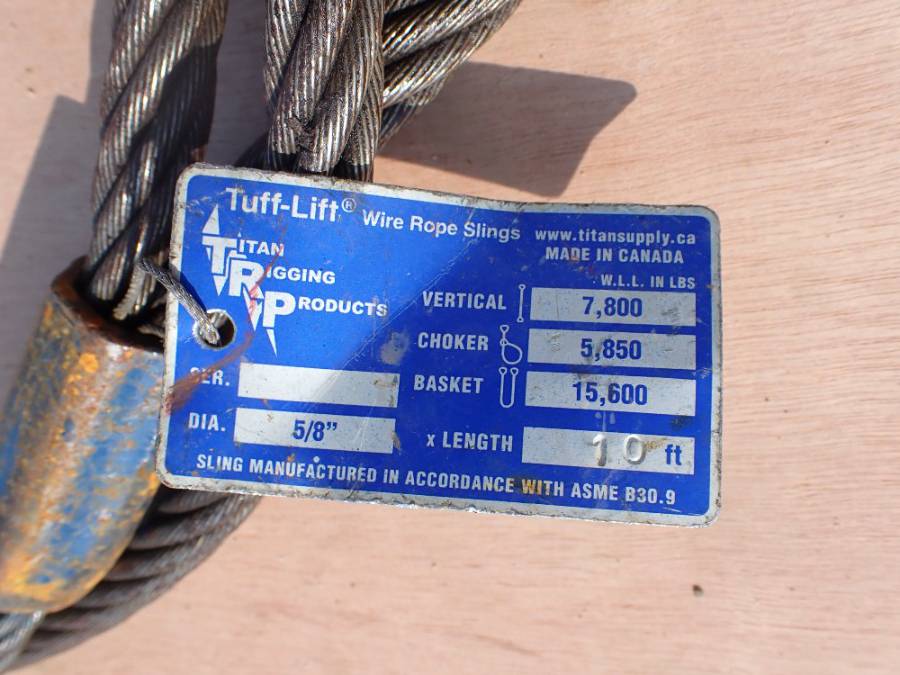 Tuff-Lift® Wire Rope Slings www.titansupply.ca
MADE IN CANADA
TITAN
RIGGING
PRODUCTS
W.L.L. IN LBS
VERTICAL 7,800
CHOKER 5,850
SER.
BASKET 15,600
DIA. 5/8"
x LENGTH 10 ft
SLING MANUFACTURED IN ACCORDANCE WITH ASME B30.9